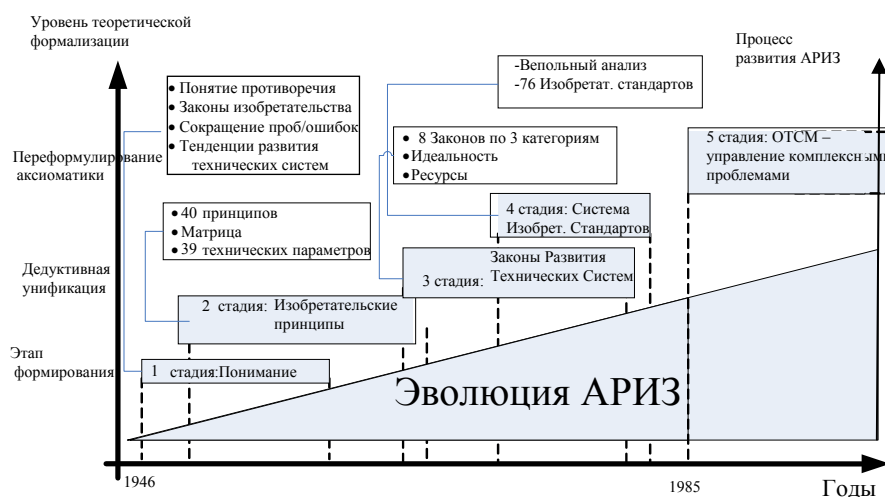 Уровень теоретической
формализации
Процесс
развития АРИЗ
-Вепольный анализ
-76 Изобретат. стандартов
• Понятие противоречия
• Законы изобретательства
• Сокращение проб/ошибок
• Тенденции развития
технических систем
• 8 Законов по 3 категориям
• Идеальность
• Ресурсы
5 стадия: ОТСМ –
управление комплексными
проблемами
Переформулирование
аксиоматики
• 40 принципов
• Матрица
• 39 технических параметров
4 стадия: Система
Изобрет. Стандартов
Дедуктивная
унификация
3 стадия:
Законы Развития
Технических Систем
2 стадия: Изобретательские
принципы
Этап
формирования
1 стадия:Понимание
Эволюция АРИЗ
1946
1985
Годы